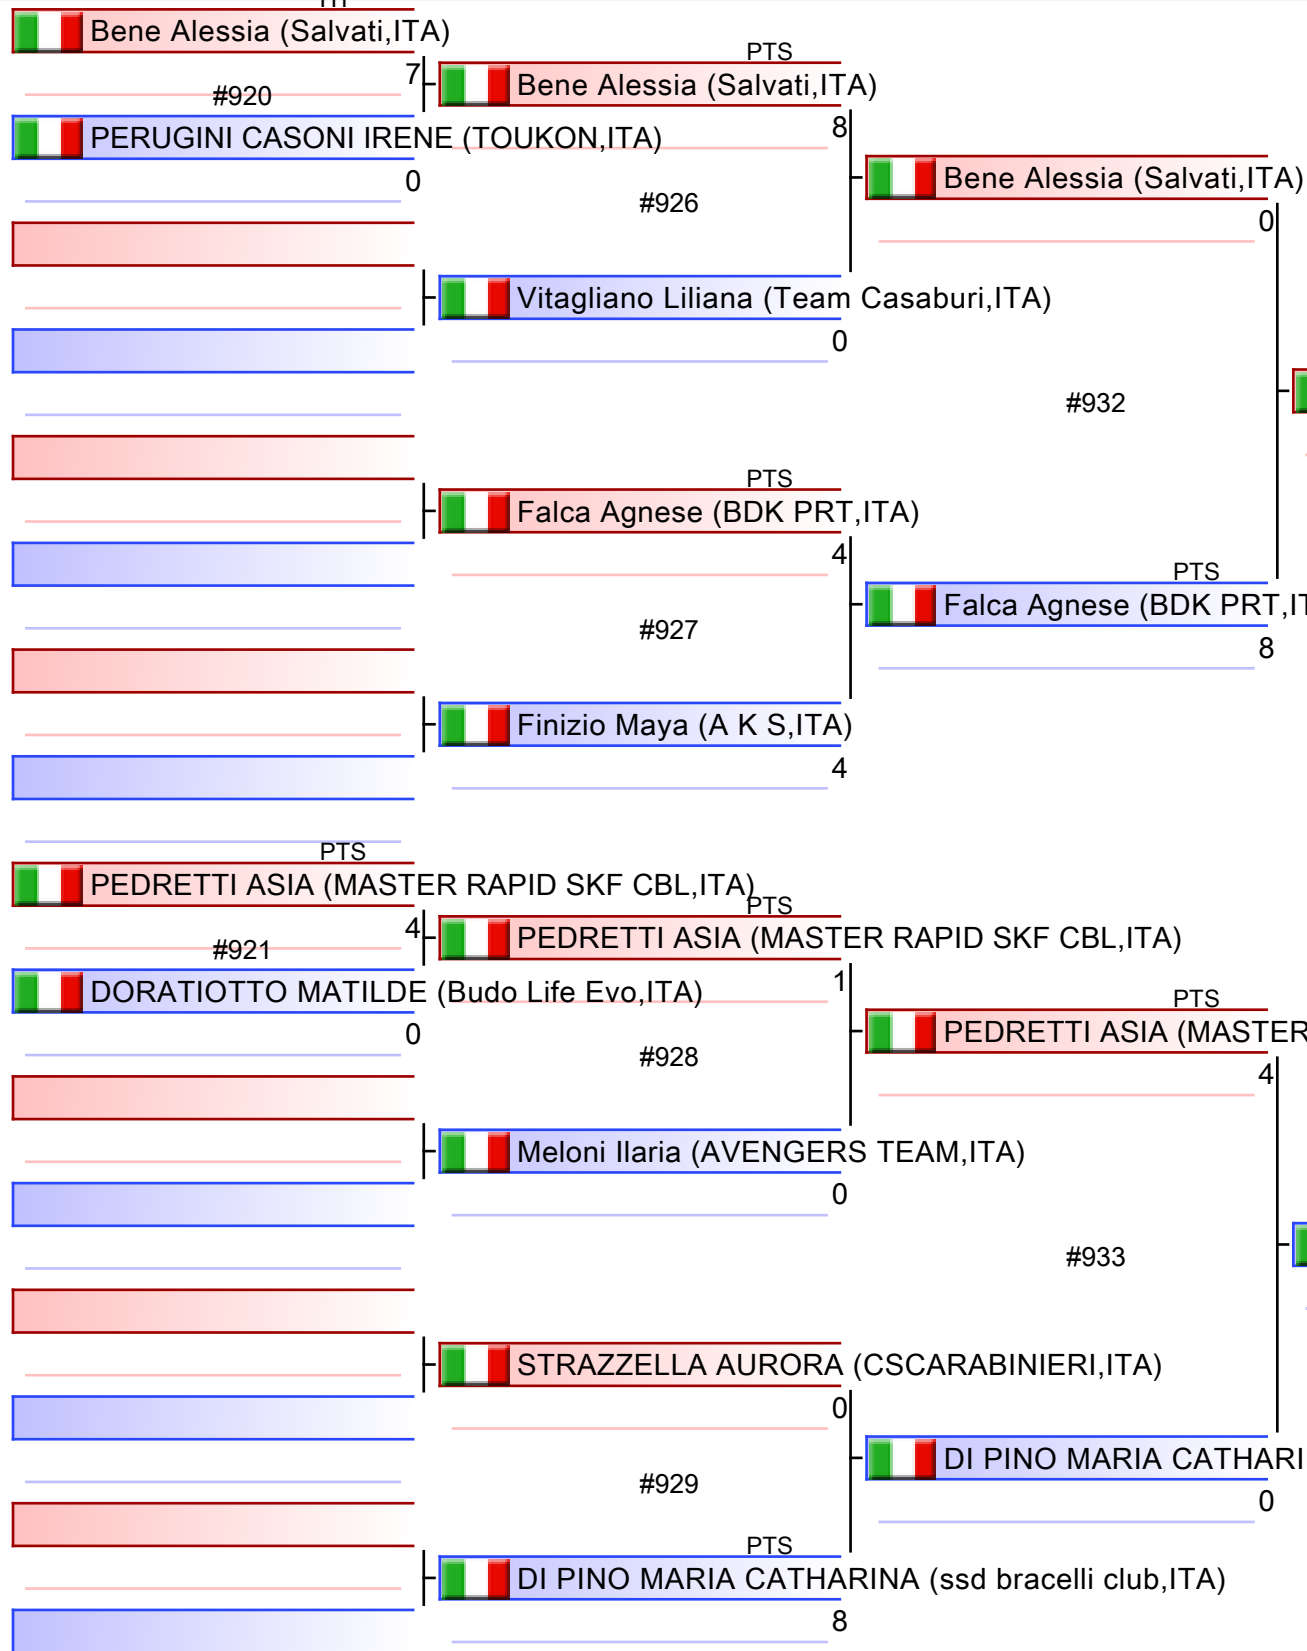 Bene Alessia (Salvati,ITA)
7
#920
PERUGINI CASONI IRENE (TOUKON,ITA)
0
PTS
Bene Alessia (Salvati,ITA)
8
#926
Vitagliano Liliana (Team Casaburi,ITA)
0
Bene Alessia (Salvati,ITA)
0
#932
PTS
Falca Agnese (BDK PRT,ITA)
4
#927
Finizio Maya (A K S,ITA)
4
PTS
Falca Agnese (BDK PRT,IT
8
PTS
PEDRETTI ASIA (MASTER RAPID SKF CBL,ITA)
4
#921
DORATIOTTO MATILDE (Budo Life Evo,ITA)
0
PTS
PEDRETTI ASIA (MASTER RAPID SKF CBL,ITA)
1
#928
Meloni Ilaria (AVENGERS TEAM,ITA)
0
PTS
PEDRETTI ASIA (MASTER
4
#933
STRAZZELLA AURORA (CSCARABINIERI,ITA)
0
#929
PTS
DI PINO MARIA CATHARINA (ssd bracelli club,ITA)
8
DI PINO MARIA CATHARI
0